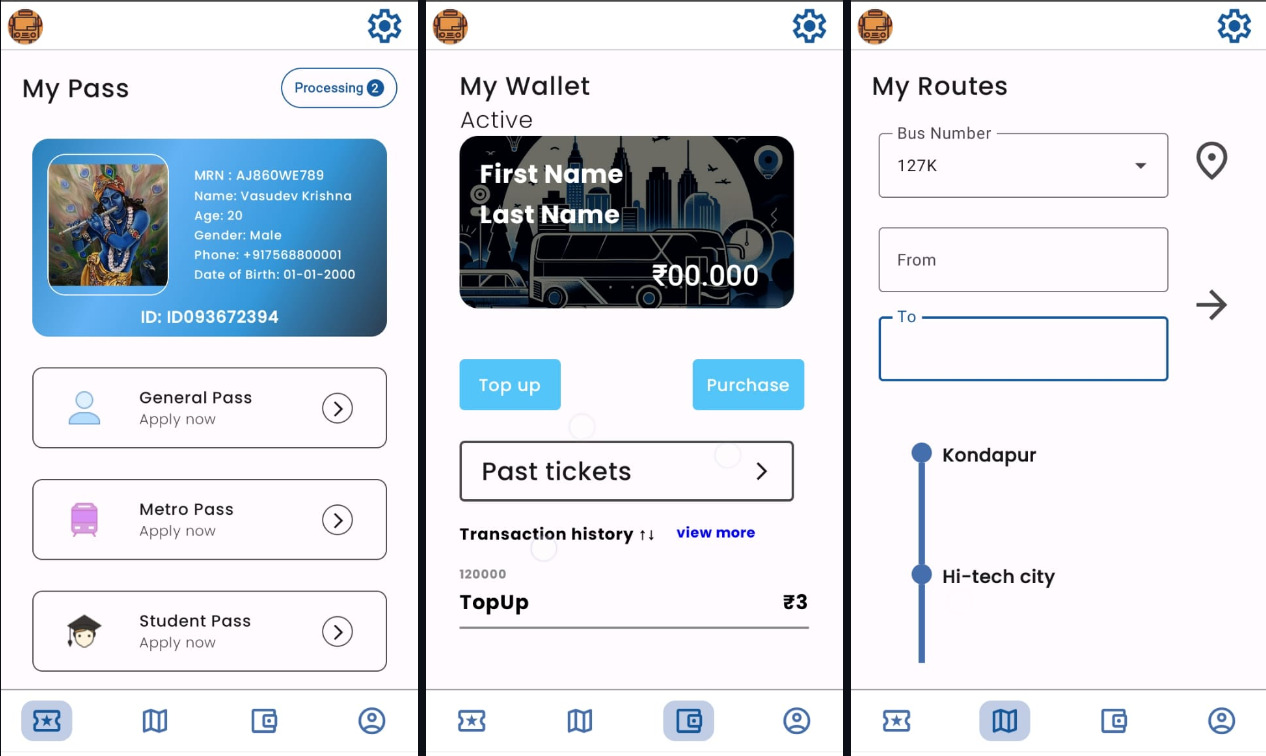 My Pass
Processing 2
MRN : AJ860WE789
Name: Vasudev Krishna
Age: 20
Gender: Male
Phone: +917568800001
Date of Birth: 01-01-2000
ID: ID093672394
General Pass
Apply now
Metro Pass
Apply now
Student Pass
Apply now
My Wallet
Active
First Name
Last Name
₹00.000
Top up
Purchase
Past tickets
Transaction history ↑↓ view more
120000
TopUp ₹3
My Routes
Bus Number
127K
From
To
Kondapur
Hi-tech city